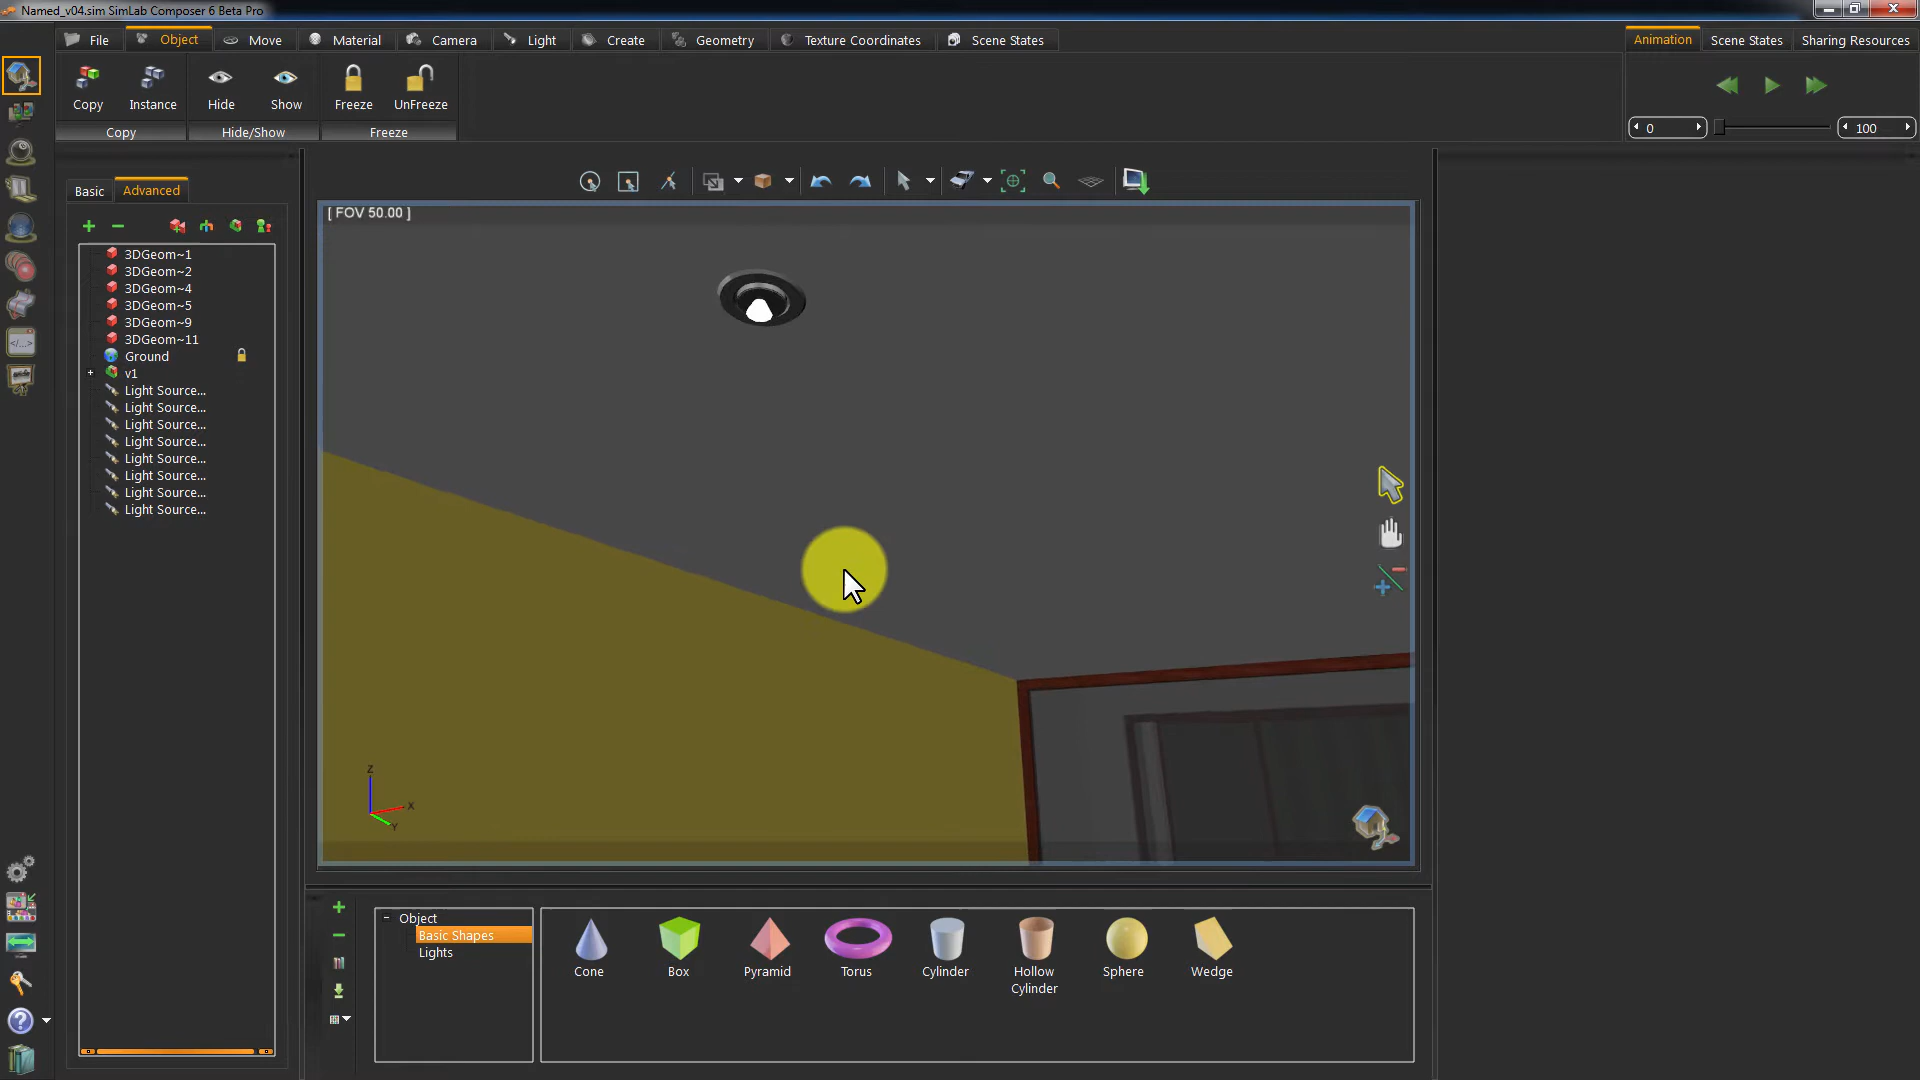 Named_v04.sim SimLab Composer 6 Beta Pro
File Object Move Material Camera Light Create Geometry Texture Coordinates Scene States
Animation Scene States Sharing Resources
Copy Instance Hide Show Freeze UnFreeze
Copy Hide/Show Freeze
0 100
Basic Advanced
[ FOV 50.00 ]
3DGeom~1
3DGeom~2
3DGeom~4
3DGeom~5
3DGeom~9
3DGeom~11
Ground
v1
Light Source...
Light Source...
Light Source...
Light Source...
Light Source...
Light Source...
Light Source...
Light Source...
Z
X
Y
Object
Basic Shapes
Lights
Cone Box Pyramid Torus Cylinder Hollow Cylinder Sphere Wedge